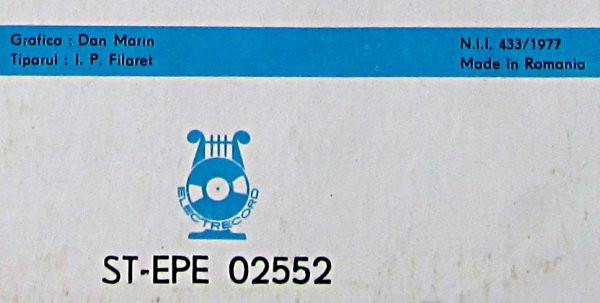 Grafica : Dan Marin
Tiparul : I. P. Filaret
N.I.I. 433/1977
Made in Romania
ELECTRECORD
ST-EPE 02552